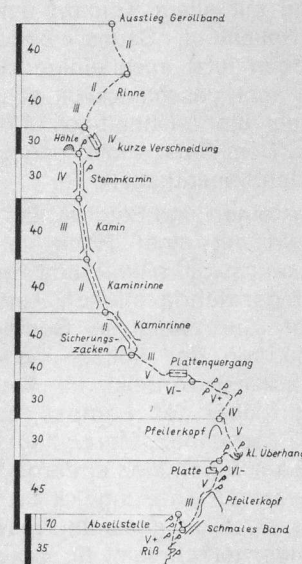 Ausstieg Geröllband
40
II
40
II
Rinne
III
30
Höhle
IV
kurze Verschneidung
30
IV
Stemmkamin
40
III
Kamin
40
II
Kaminrinne
40
II
Kaminrinne
Sicherungs-
zacken
40
III
Plattenquergang
V
VI-
30
V+
IV
Pfeilerkopf
V
30
kl. Überhang
Platte
VI-
45
V
III
Pfeilerkopf
10
Abseilstelle
schmales Band
35
V+
Riß